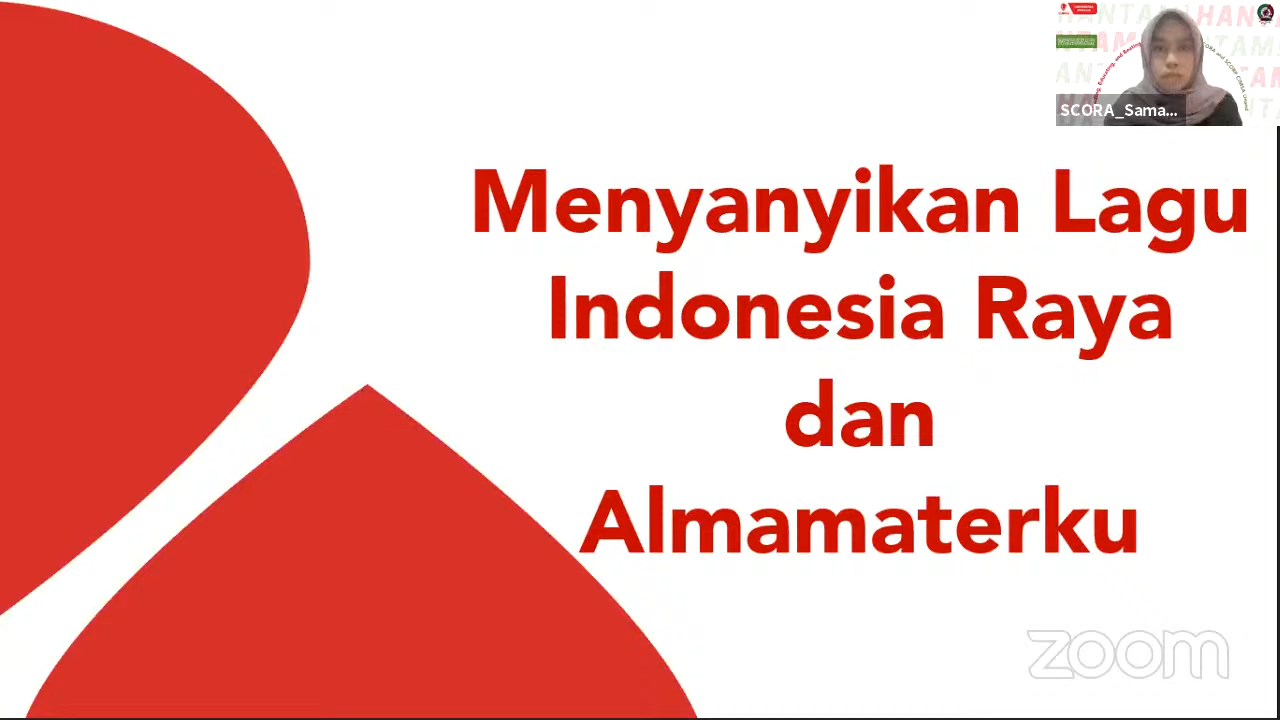 SCORA_Sama...
Menyanyikan Lagu
Indonesia Raya
dan
Almamaterku
zoom